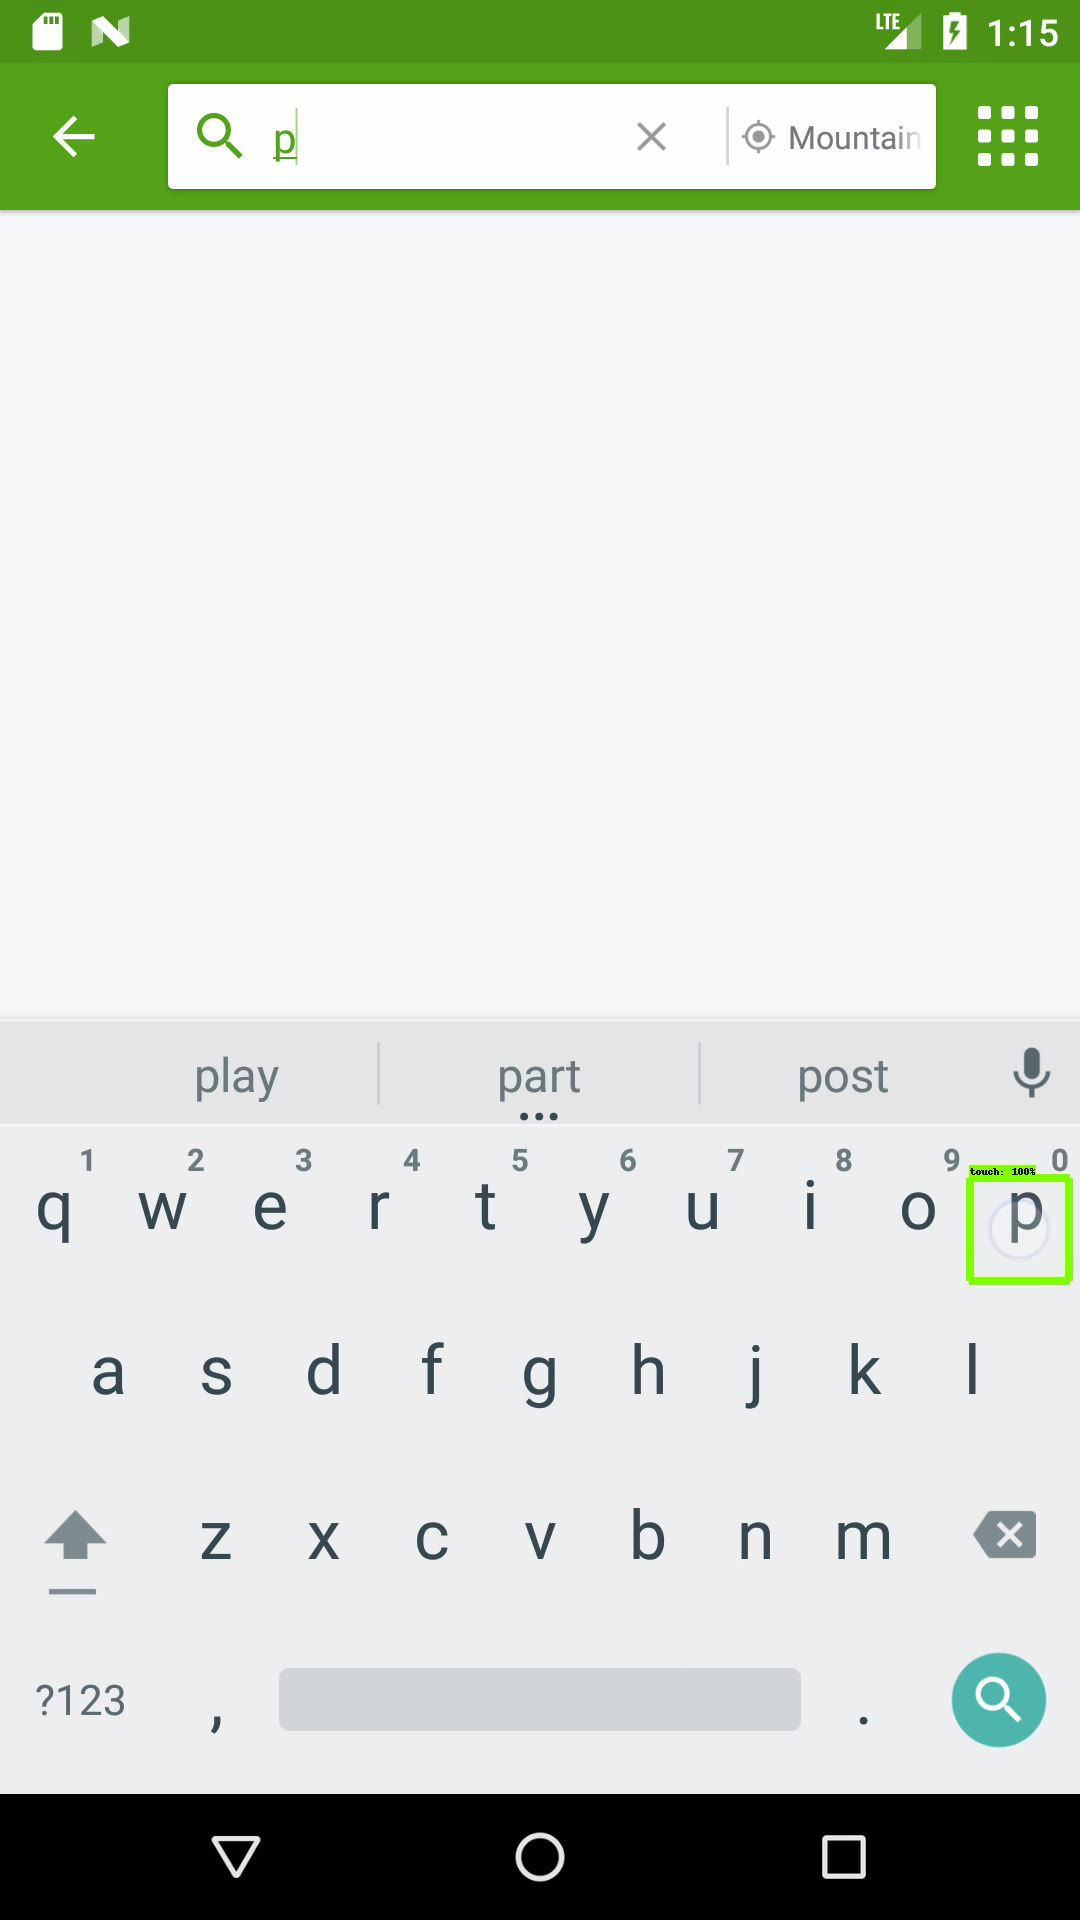 LTE 1:15
p Mountain
play part post
1 2 3 4 5 6 7 8 9 0
touch: 100%
q w e r t y u i o p
a s d f g h j k l
z x c v b n m
?123 , .